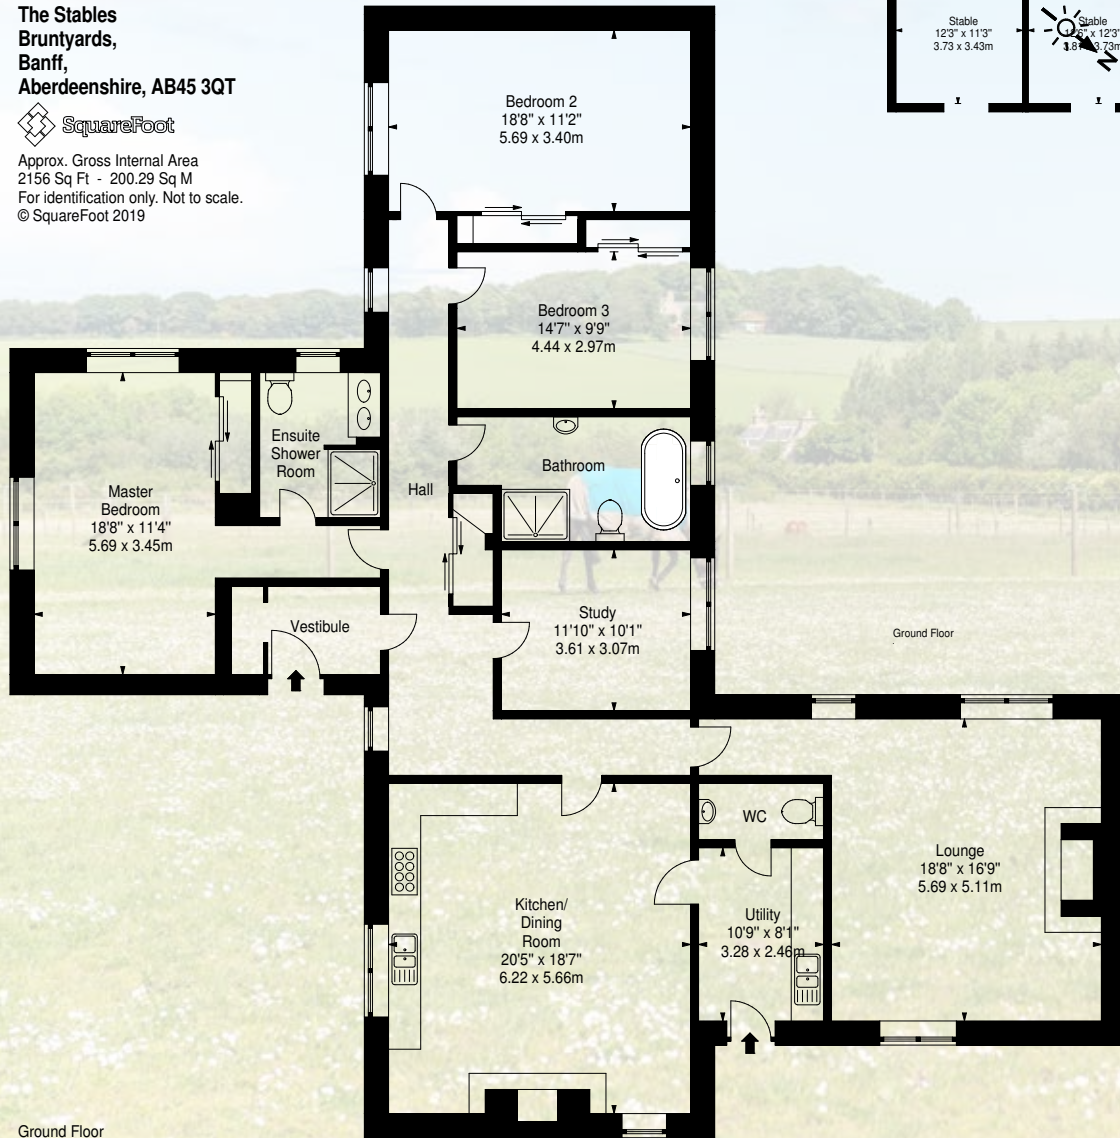 The Stables
Bruntyards,
Banff,
Aberdeenshire, AB45 3QT
SquareFoot
Approx. Gross Internal Area
2156 Sq Ft - 200.29 Sq M
For identification only. Not to scale.
© SquareFoot 2019
Stable
12'3" x 11'3"
3.73 x 3.43m
Stable
x 12'3"
3.73m
N
Bedroom 2
18'8" x 11'2"
5.69 x 3.40m
Bedroom 3
14'7" x 9'9"
4.44 x 2.97m
Ensuite
Shower
Room
Bathroom
Hall
Master
Bedroom
18'8" x 11'4"
5.69 x 3.45m
Vestibule
Study
11'10" x 10'1"
3.61 x 3.07m
Ground Floor
WC
Lounge
18'8" x 16'9"
5.69 x 5.11m
Kitchen/
Dining
Room
20'5" x 18'7"
6.22 x 5.66m
Utility
10'9" x 8'1"
3.28 x 2.46m
Ground Floor